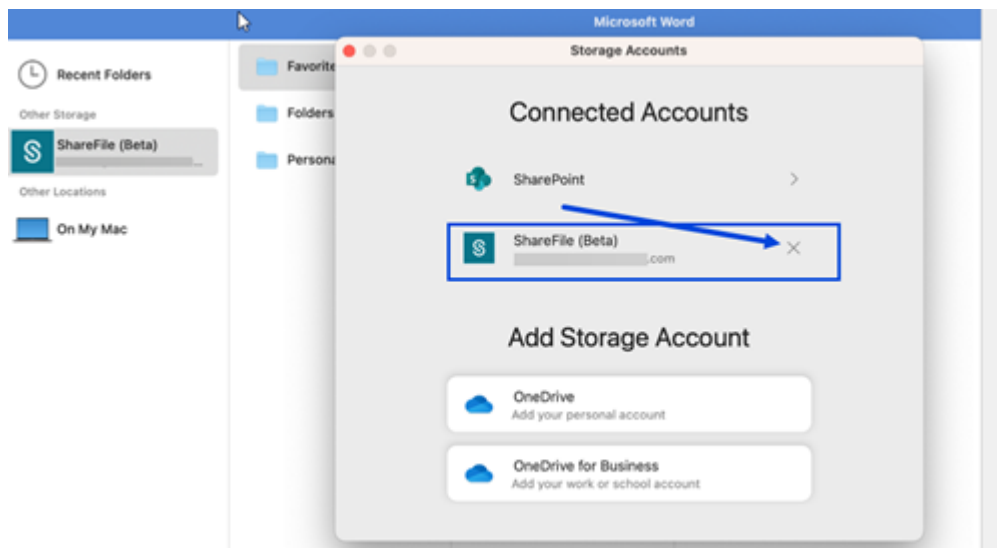 Microsoft Word
Storage Accounts
Recent Folders
Other Storage
ShareFile (Beta)
...
Other Locations
On My Mac
Favorite
Folders
Persona
Connected Accounts
SharePoint
ShareFile (Beta)
.com
Add Storage Account
OneDrive
Add your personal account
OneDrive for Business
Add your work or school account